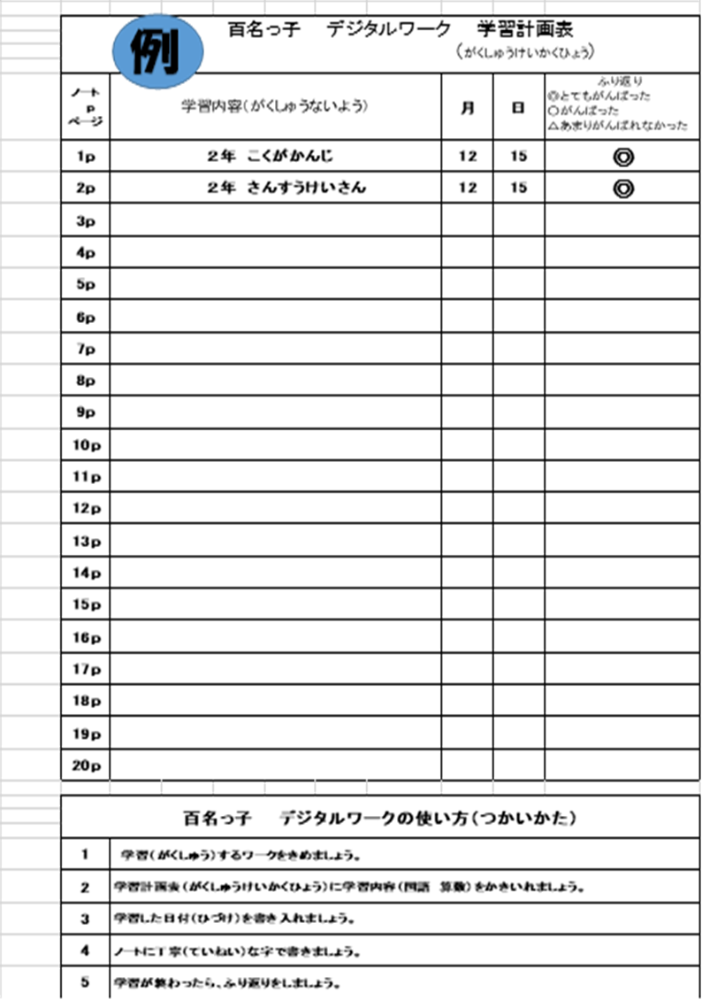 例
百名っ子 デジタルワーク 学習計画表
(がくしゅうけいかくひょう)
ノート
p
ページ
学習内容(がくしゅうないよう)
月
日
ふり返り
◎とてもがんばった
○がんばった
△あまりがんばれなかった
1p 2年 こくがかんじ 12 15 ◎
2p 2年 さんすうけいさん 12 15 ◎
3p
4p
5p
6p
7p
8p
9p
10p
11p
12p
13p
14p
15p
16p
17p
18p
19p
20p
百名っ子 デジタルワークの使い方(つかいかた)
1 学習(がくしゅう)するワークをきめましょう。
2 学習計画表(がくしゅうけいかくひょう)に学習内容(国語 算数)をかきいれましょう。
3 学習した日付(ひづけ)を書き入れましょう。
4 ノートに丁寧(ていねい)な字で書きましょう。
5 学習が終わったら、ふり返りをしましょう。